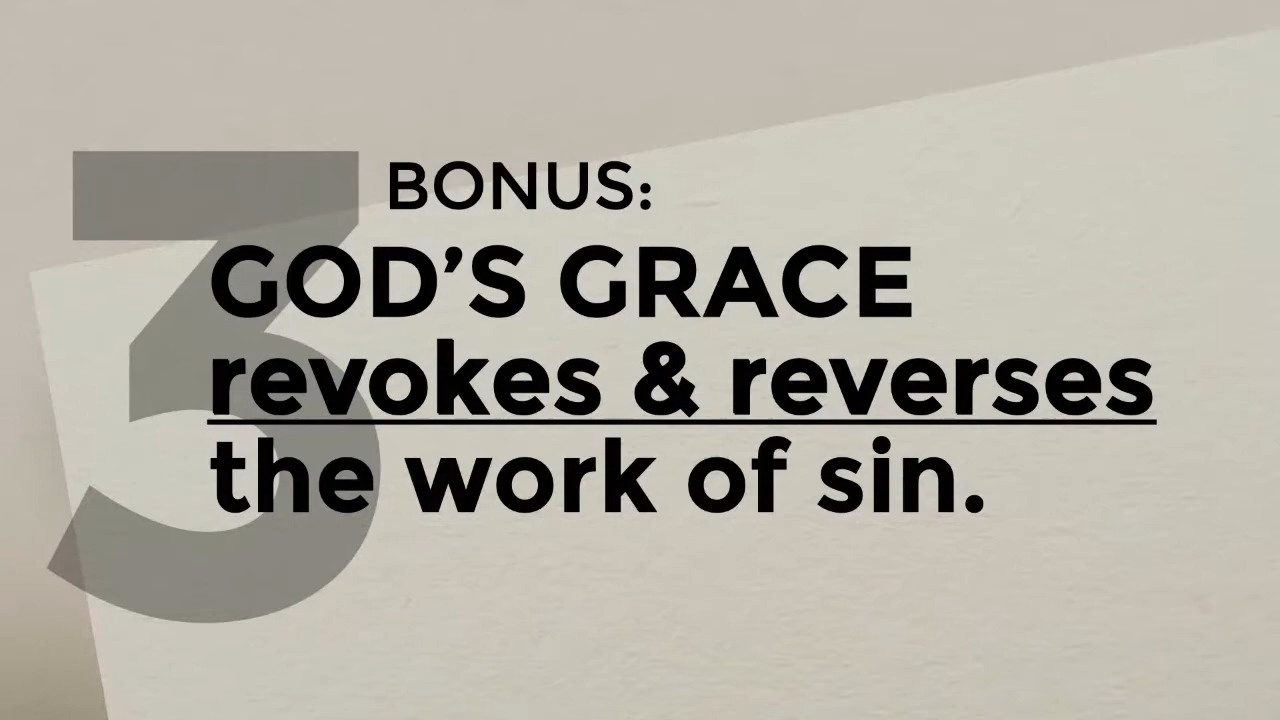 3
BONUS:
GOD’S GRACE
revokes & reverses
the work of sin.